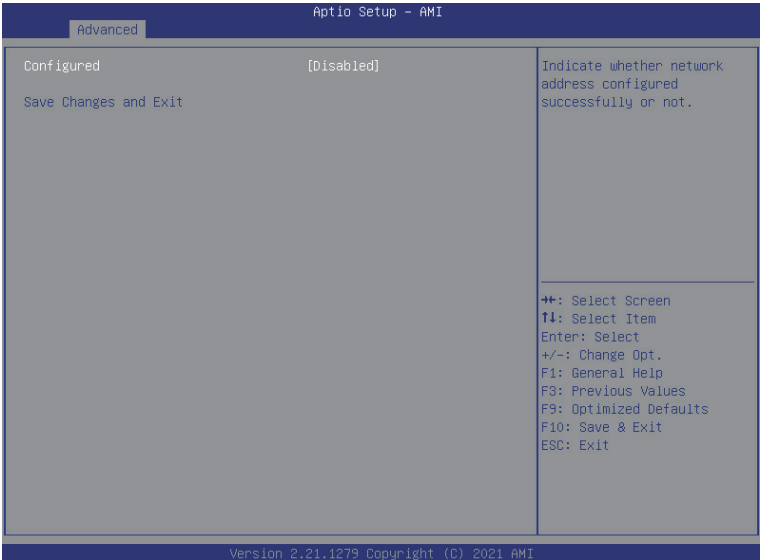 Aptio Setup – AMI
Advanced
Configured [Disabled]
Save Changes and Exit
Indicate whether network
address configured
successfully or not.
→←: Select Screen
↑↓: Select Item
Enter: Select
+/-: Change Opt.
F1: General Help
F3: Previous Values
F9: Optimized Defaults
F10: Save & Exit
ESC: Exit
Version 2.21.1279 Copyright (C) 2021 AMI